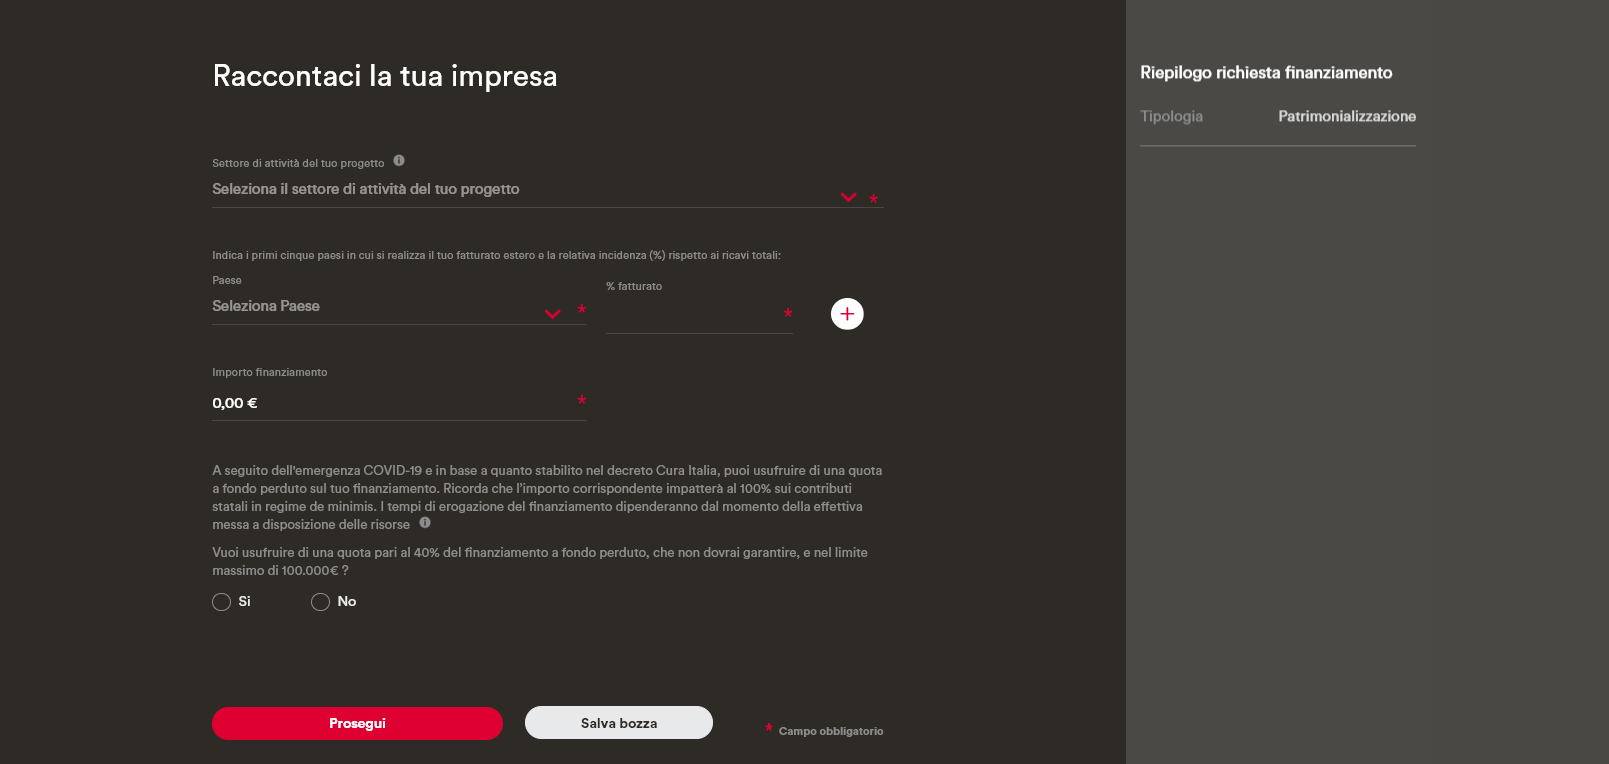 Raccontaci la tua impresa
Riepilogo richiesta finanziamento
Tipologia Patrimonializzazione
Settore di attività del tuo progetto
Seleziona il settore di attività del tuo progetto *
Indica i primi cinque paesi in cui si realizza il tuo fatturato estero e la relativa incidenza (%) rispetto ai ricavi totali:
Paese
% fatturato
Seleziona Paese * * +
Importo finanziamento
0,00 € *
A seguito dell'emergenza COVID-19 e in base a quanto stabilito nel decreto Cura Italia, puoi usufruire di una quota
a fondo perduto sul tuo finanziamento. Ricorda che l'importo corrispondente impatterà al 100% sui contributi
statali in regime de minimis. I tempi di erogazione del finanziamento dipenderanno dal momento della effettiva
messa a disposizione delle risorse
Vuoi usufruire di una quota pari al 40% del finanziamento a fondo perduto, che non dovrai garantire, e nel limite
massimo di 100.000€ ?
Si No
Prosegui Salva bozza * Campo obbligatorio